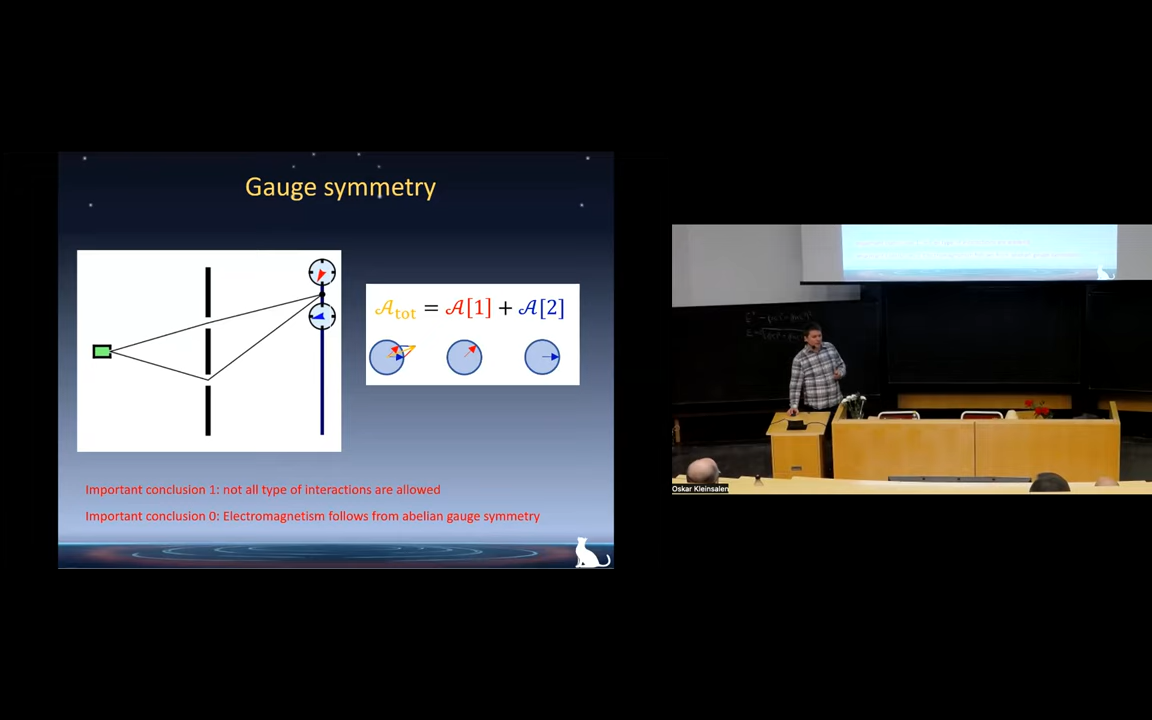 Gauge symmetry
𝒜tot = 𝒜[1] + 𝒜[2]
Important conclusion 1: not all type of interactions are allowed
Important conclusion 0: Electromagnetism follows from abelian gauge symmetry
Oskar Kleinsalen